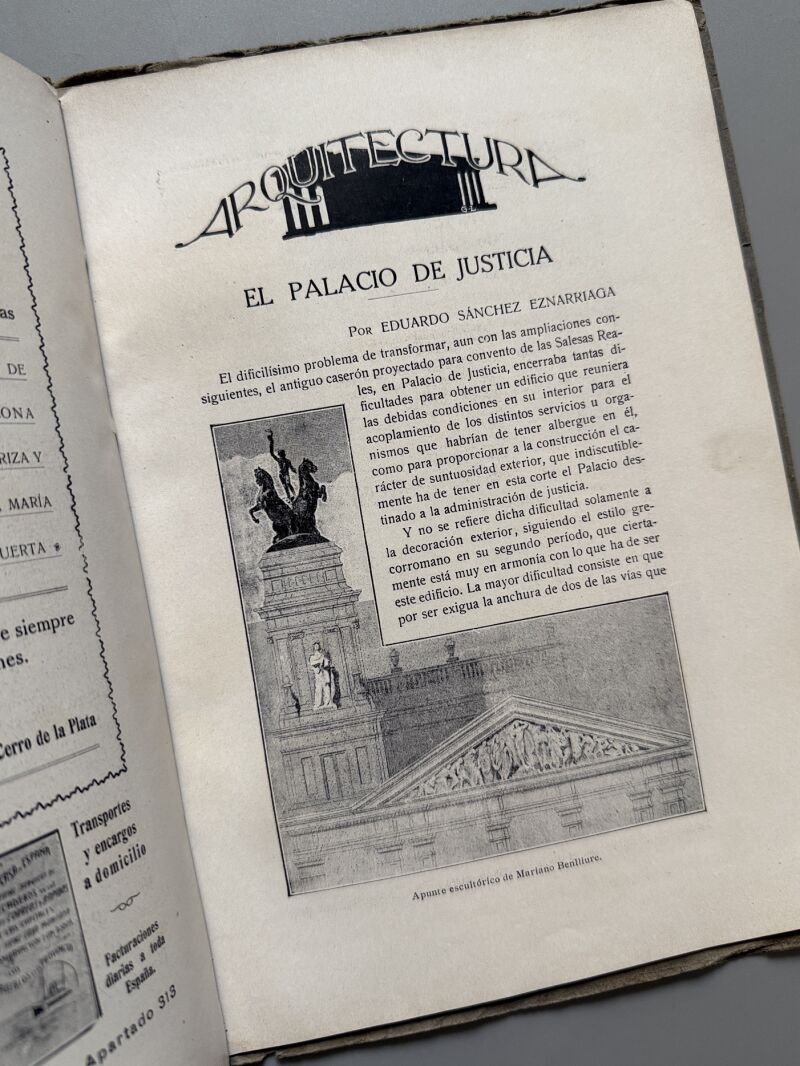 as
DE
ONA
RIZA Y
MARÍA
UERTA
e siempre
nes.
Cerro de la Plata
Transportes
y encargos
a domicilio
Facturaciones
diarias a toda
España.
Apartado 313
ARQUITECTURA
G-L
EL PALACIO DE JUSTICIA
POR EDUARDO SÁNCHEZ EZNARRIAGA
El dificilísimo problema de transformar, aun con las ampliaciones con-
siguientes, el antiguo caserón proyectado para convento de las Salesas Rea-
les, en Palacio de Justicia, encerraba tantas di-
ficultades para obtener un edificio que reuniera
las debidas condiciones en su interior para el
acoplamiento de los distintos servicios u orga-
nismos que habrían de tener albergue en él,
como para proporcionar a la construcción el ca-
rácter de suntuosidad exterior, que indiscutible-
mente ha de tener en esta corte el Palacio des-
tinado a la administración de justicia.
Y no se refiere dicha dificultad solamente a
la decoración exterior, siguiendo el estilo gre-
corromano en su segundo período, que cierta-
mente está muy en armonía con lo que ha de ser
este edificio. La mayor dificultad consiste en que
por ser exigua la anchura de dos de las vías que
Apunte escultórico de Mariano Benlliure.